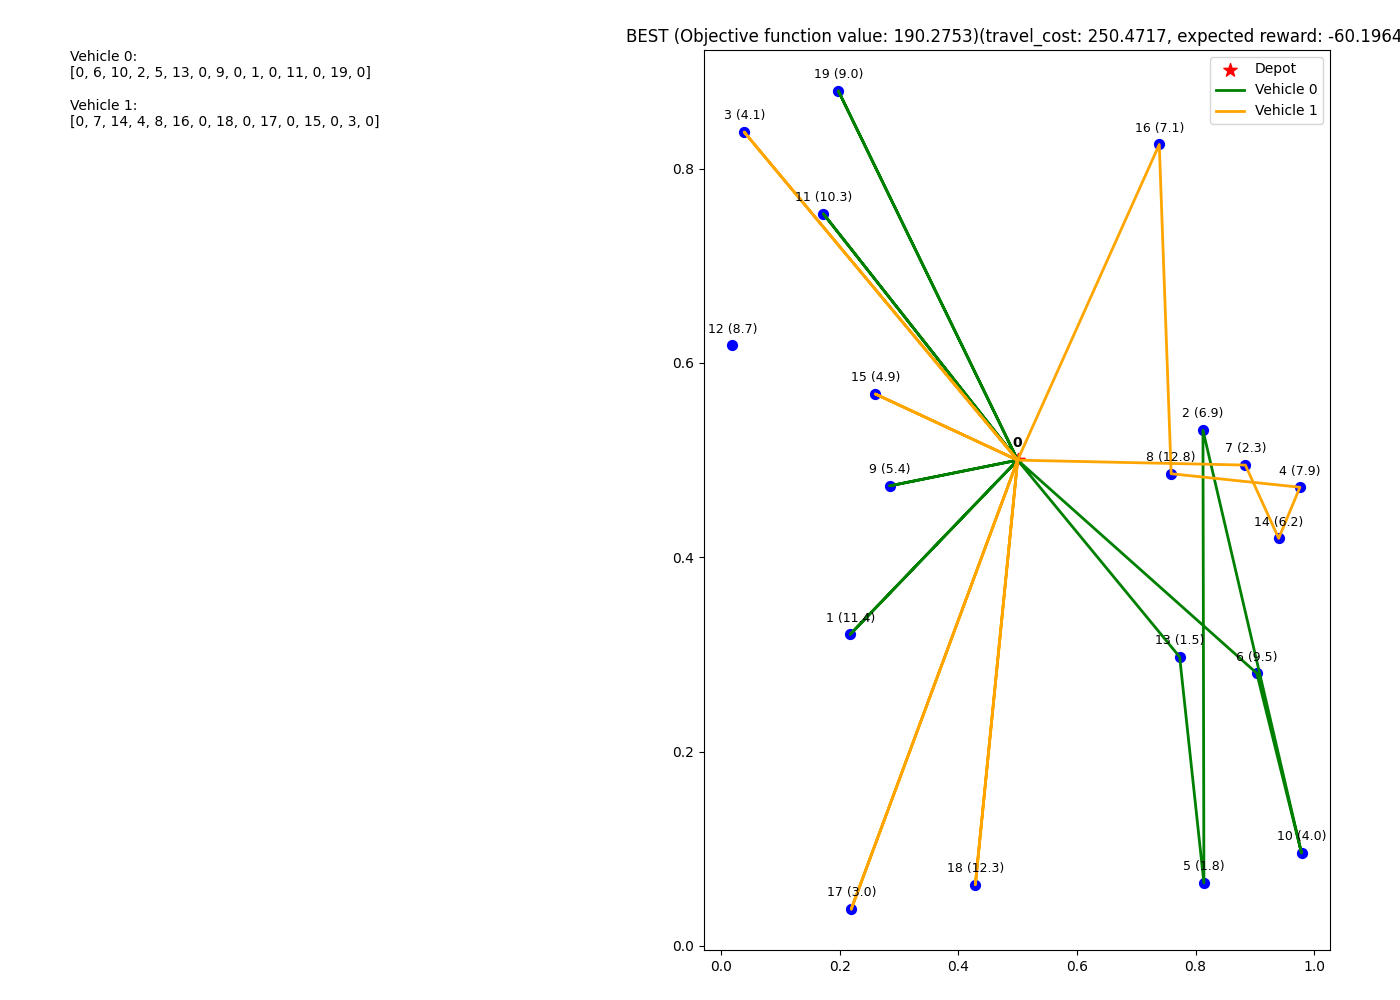 BEST (Objective function value: 190.2753)(travel_cost: 250.4717, expected reward: -60.1964
Vehicle 0:
[0, 6, 10, 2, 5, 13, 0, 9, 0, 1, 0, 11, 0, 19, 0]
Vehicle 1:
[0, 7, 14, 4, 8, 16, 0, 18, 0, 17, 0, 15, 0, 3, 0]
Depot
Vehicle 0
Vehicle 1
19 (9.0)
3 (4.1)
16 (7.1)
11 (10.3)
12 (8.7)
15 (4.9)
2 (6.9)
0
7 (2.3)
8 (12.8)
9 (5.4)
4 (7.9)
14 (6.2)
1 (11.4)
13 (1.5)
6 (9.5)
10 (4.0)
5 (1.8)
18 (12.3)
17 (3.0)
0.8
0.6
0.4
0.2
0.0
0.0 0.2 0.4 0.6 0.8 1.0